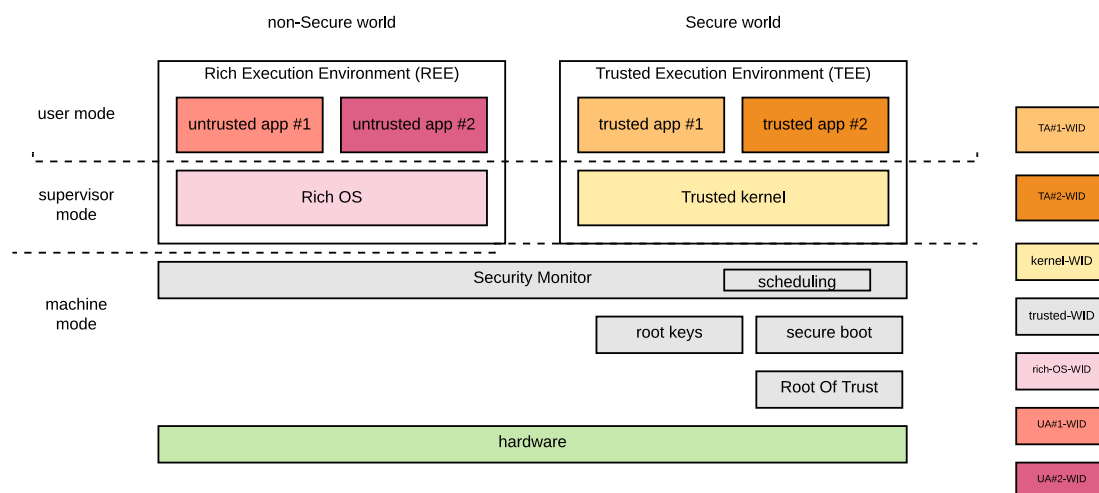 non-Secure world
Secure world
Rich Execution Environment (REE)
Trusted Execution Environment (TEE)
user mode
untrusted app #1
untrusted app #2
trusted app #1
trusted app #2
supervisor
mode
Rich OS
Trusted kernel
machine
mode
Security Monitor
scheduling
root keys
secure boot
Root Of Trust
hardware
TA#1-WID
TA#2-WID
kernel-WID
trusted-WID
rich-OS-WID
UA#1-WID
UA#2-WID